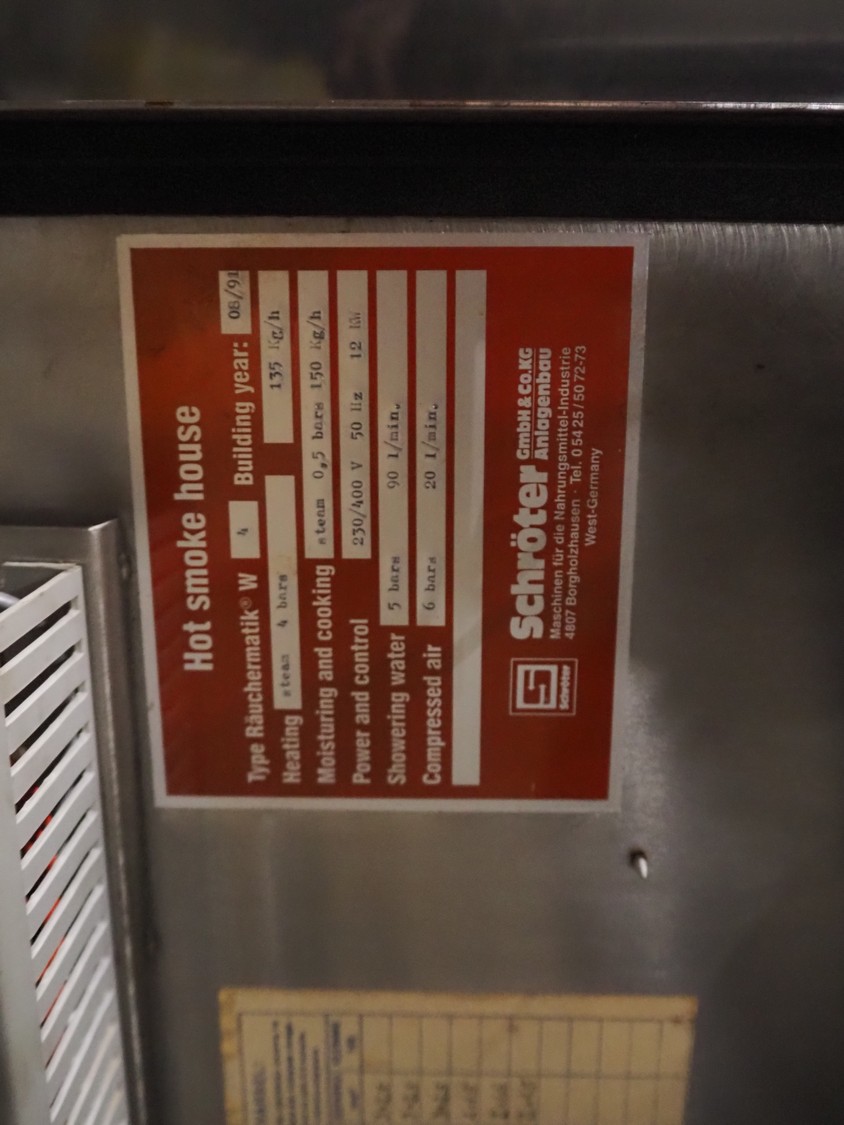 Hot smoke house
Type Räuchermatik® W 4 Building year: 08/91
Heating steam 4 bars 135 Kg/h
Moisturing and cooking steam 0,5 bars 150 Kg/h
Power and control 230/400 V 50 Hz 12 kW
Showering water 5 bars 90 l/min.
Compressed air 6 bars 20 l/min.
Schröter
Schröter GmbH & Co.KG Anlagenbau
Maschinen für die Nahrungsmittel-Industrie
4807 Borgholzhausen · Tel. 0 54 25 / 50 72-73
West-Germany